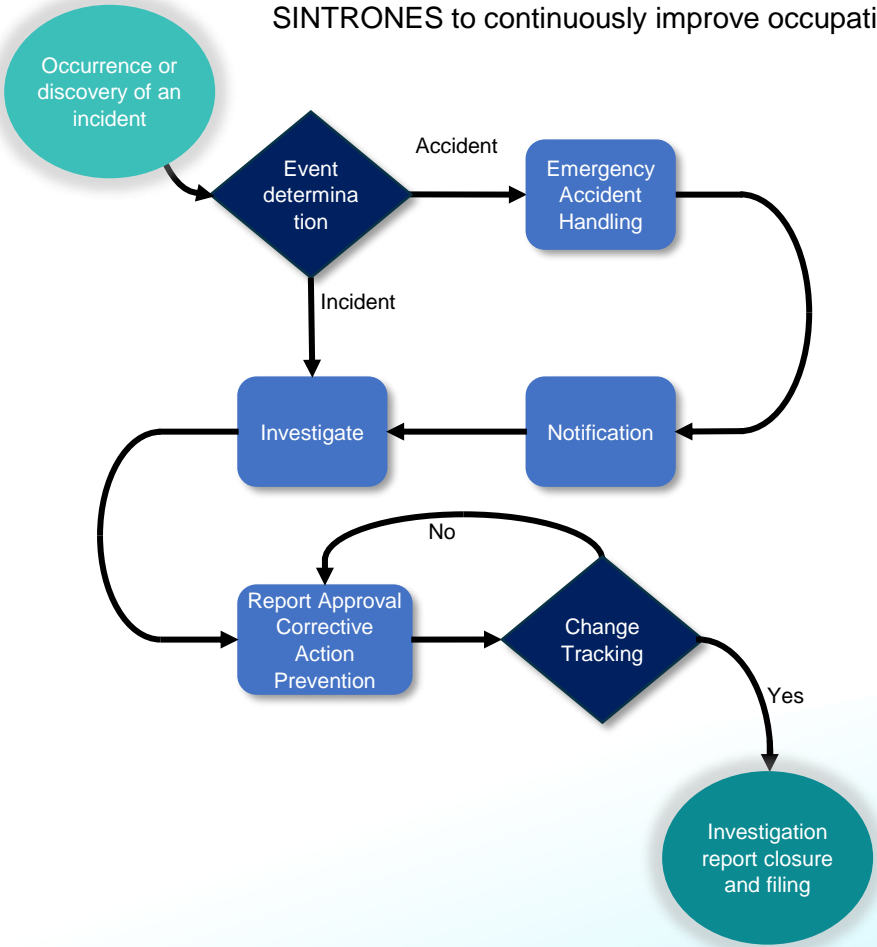 SINTRONES to continuously improve occupati
Occurrence or
discovery of an
incident
Event
determina
tion
Accident
Emergency
Accident
Handling
Incident
Investigate
Notification
No
Report Approval
Corrective
Action
Prevention
Change
Tracking
Yes
Investigation
report closure
and filing